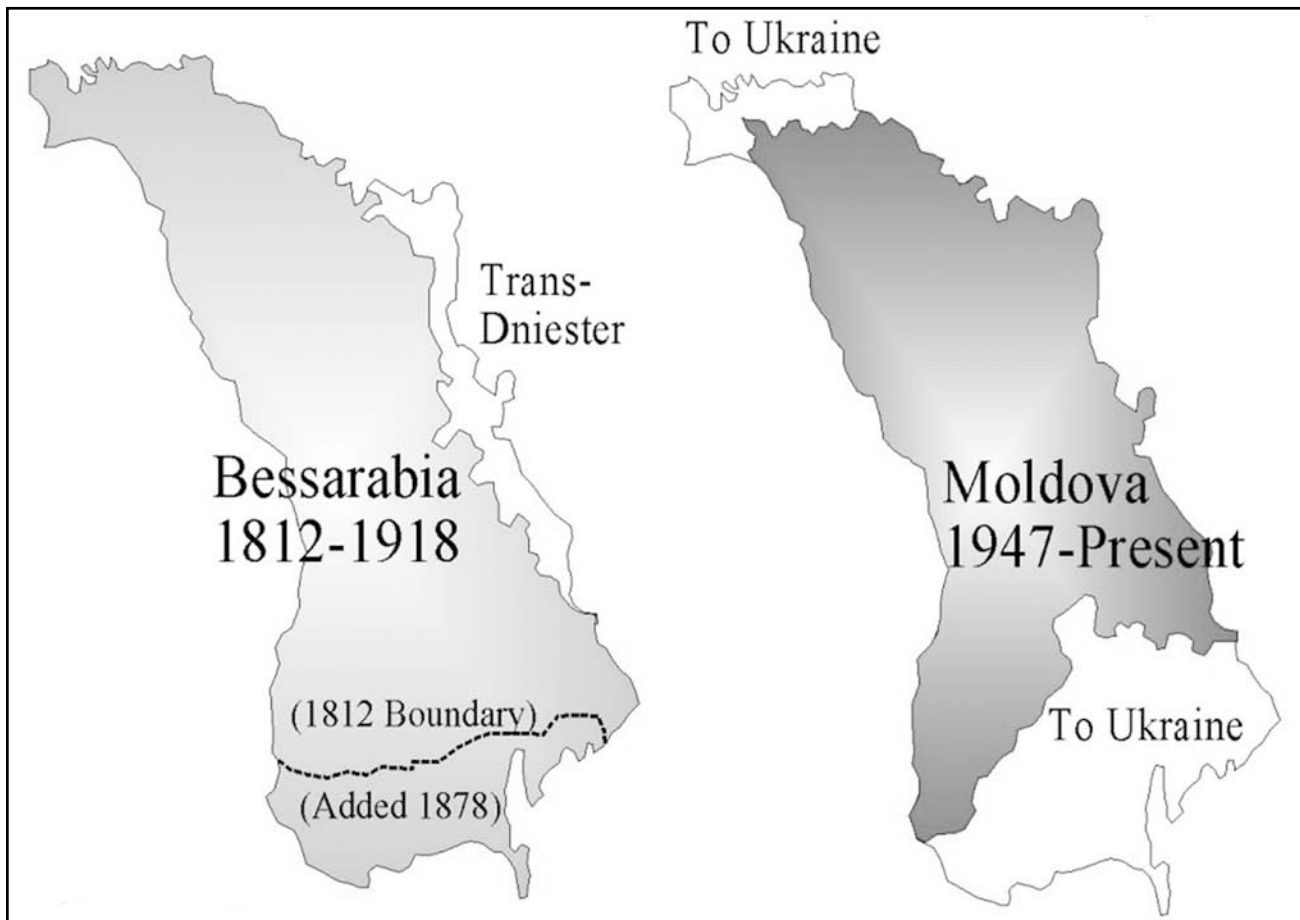 Bessarabia
1812-1918
Trans-
Dniester
(1812 Boundary)
(Added 1878)
To Ukraine
Moldova
1947-Present
To Ukraine